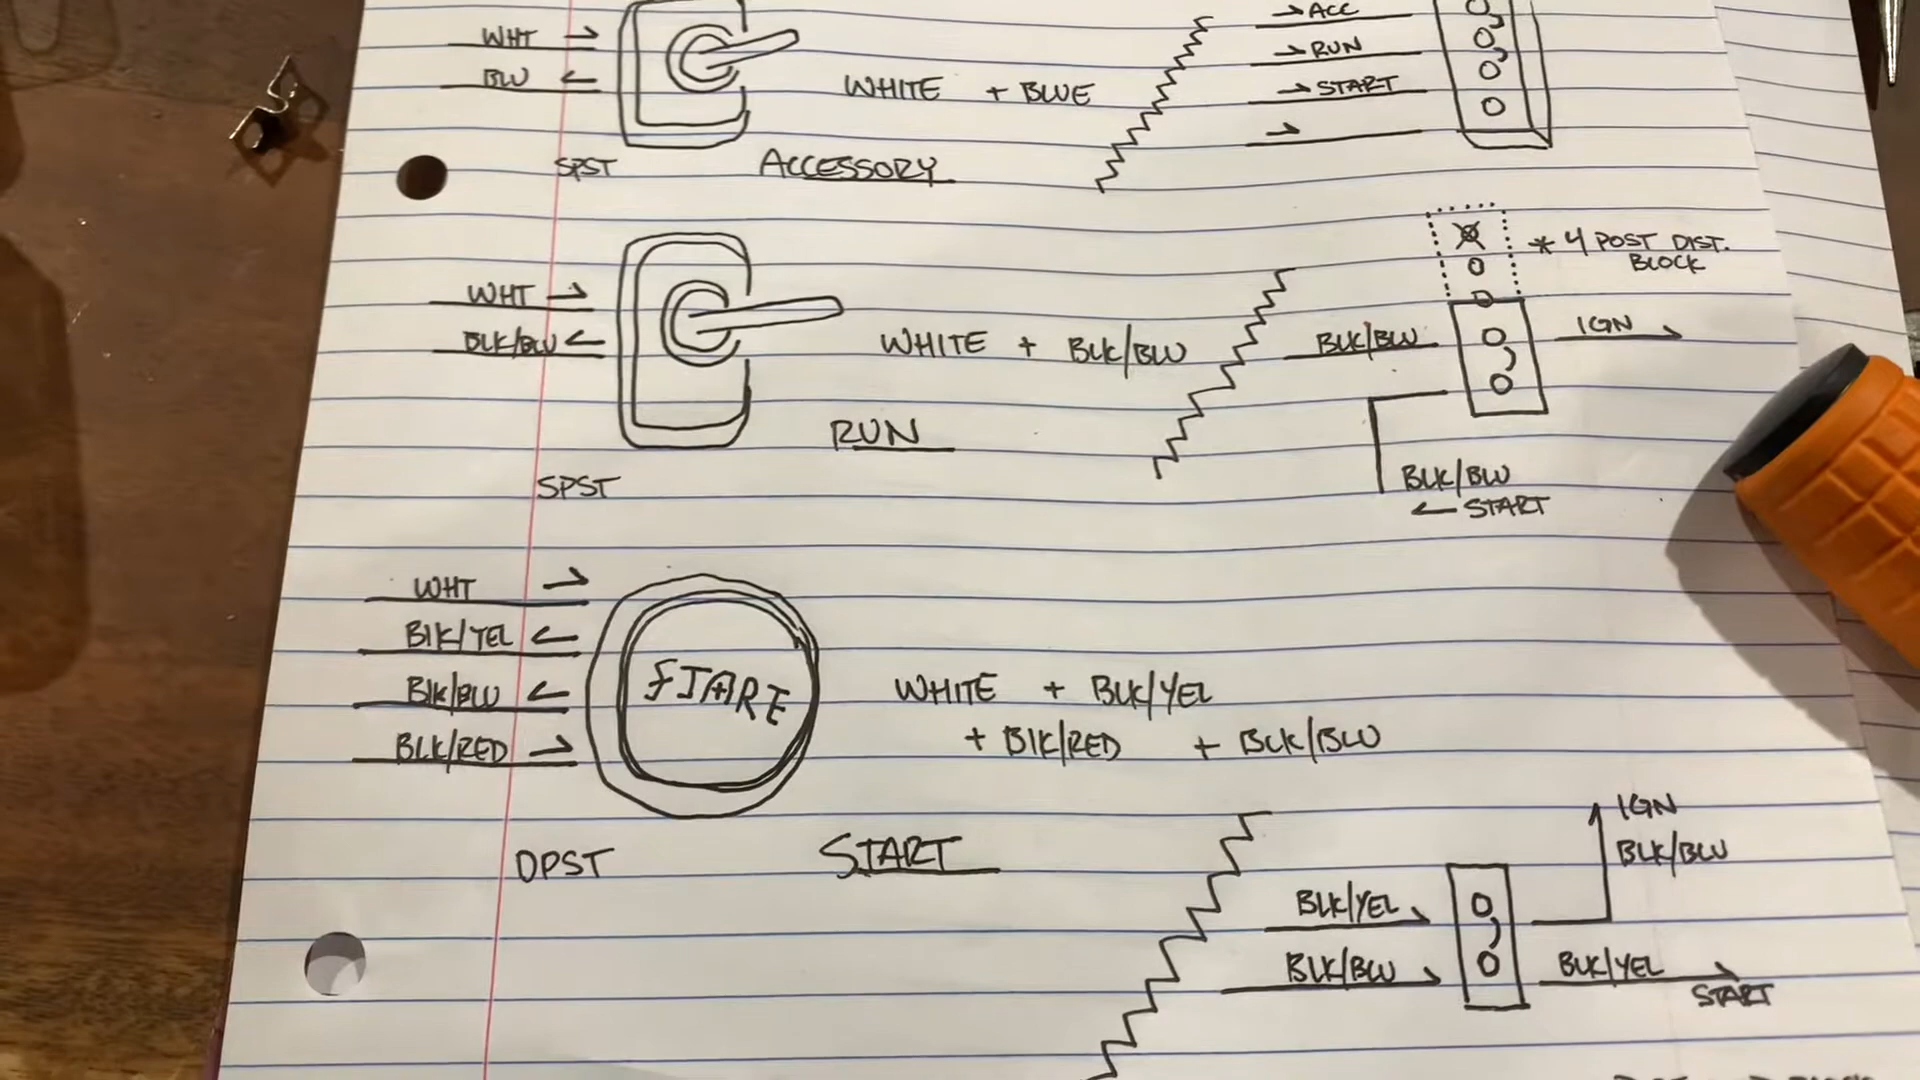 WHT → ACC
BLU ← → RUN
WHITE + BLUE → START
→
SPST ACCESSORY
* 4 POST DIST.
BLOCK
WHT → IGN →
BLK/BLU ← WHITE + BLK/BLU BLK/BLU
RUN
BLK/BLU
← START
SPST
WHT →
BLK/YEL ←
BLK/BLU ← START WHITE + BLK/YEL
BLK/RED → + BLK/RED + BLK/BLU
IGN
DPST START BLK/BLU
BLK/YEL
BLK/BLU BLK/YEL
START